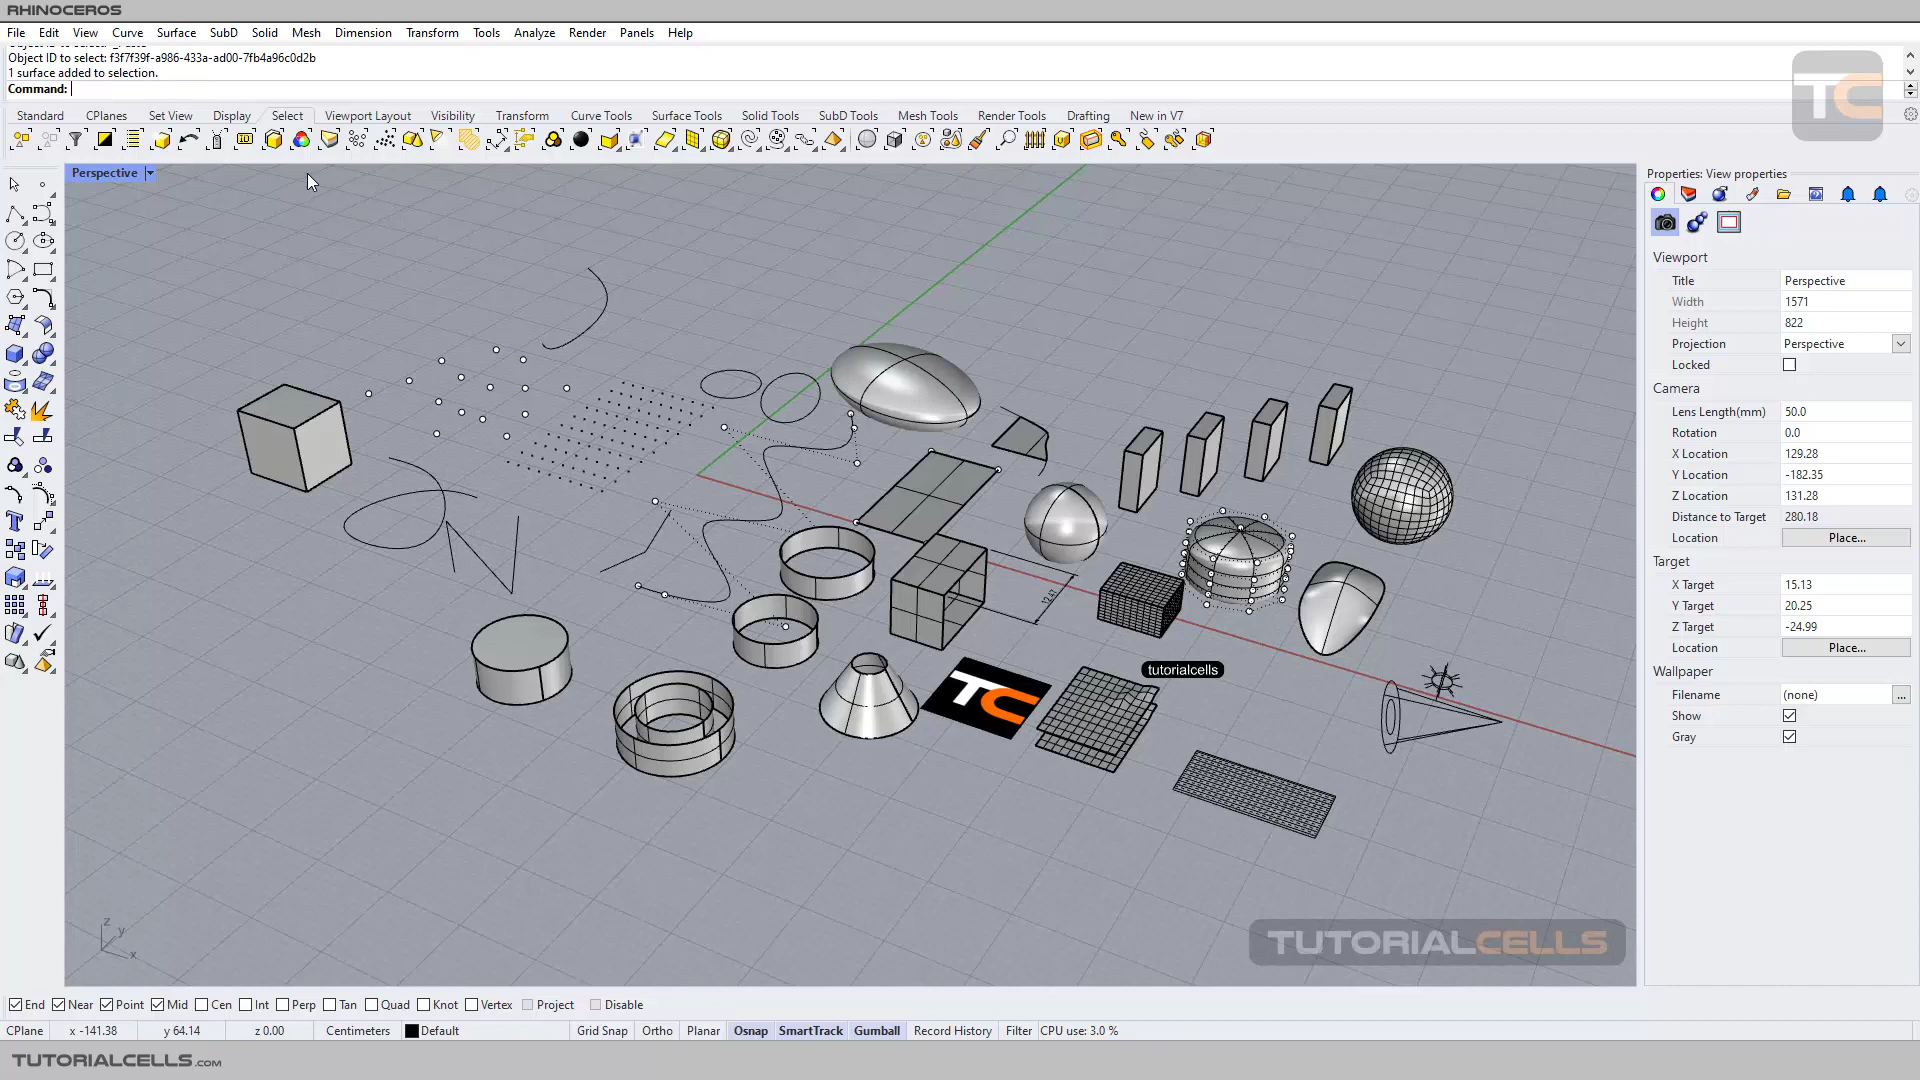 RHINOCEROS
File Edit View Curve Surface SubD Solid Mesh Dimension Transform Tools Analyze Render Panels Help
Object ID to select: f3f7f39f-a986-433a-ad00-7fb4a96c0d2b
1 surface added to selection.
Command:
TC
Standard CPlanes Set View Display Select Viewport Layout Visibility Transform Curve Tools Surface Tools Solid Tools SubD Tools Mesh Tools Render Tools Drafting New in V7
Perspective
Properties: View properties
Viewport
Title Perspective
Width 1571
Height 822
Projection Perspective
Locked
Camera
Lens Length(mm) 50.0
Rotation 0.0
X Location 129.28
Y Location -182.35
Z Location 131.28
Distance to Target 280.18
Location Place...
Target
X Target 15.13
Y Target 20.25
Z Target -24.99
Location Place...
Wallpaper
Filename (none) ...
Show
Gray
12.47
tutorialcells
TC
z
y
x
TUTORIALCELLS
End Near Point Mid Cen Int Perp Tan Quad Knot Vertex Project Disable
CPlane x -141.38 y 64.14 z 0.00 Centimeters Default Grid Snap Ortho Planar Osnap SmartTrack Gumball Record History Filter CPU use: 3.0 %
TUTORIALCELLS.COM